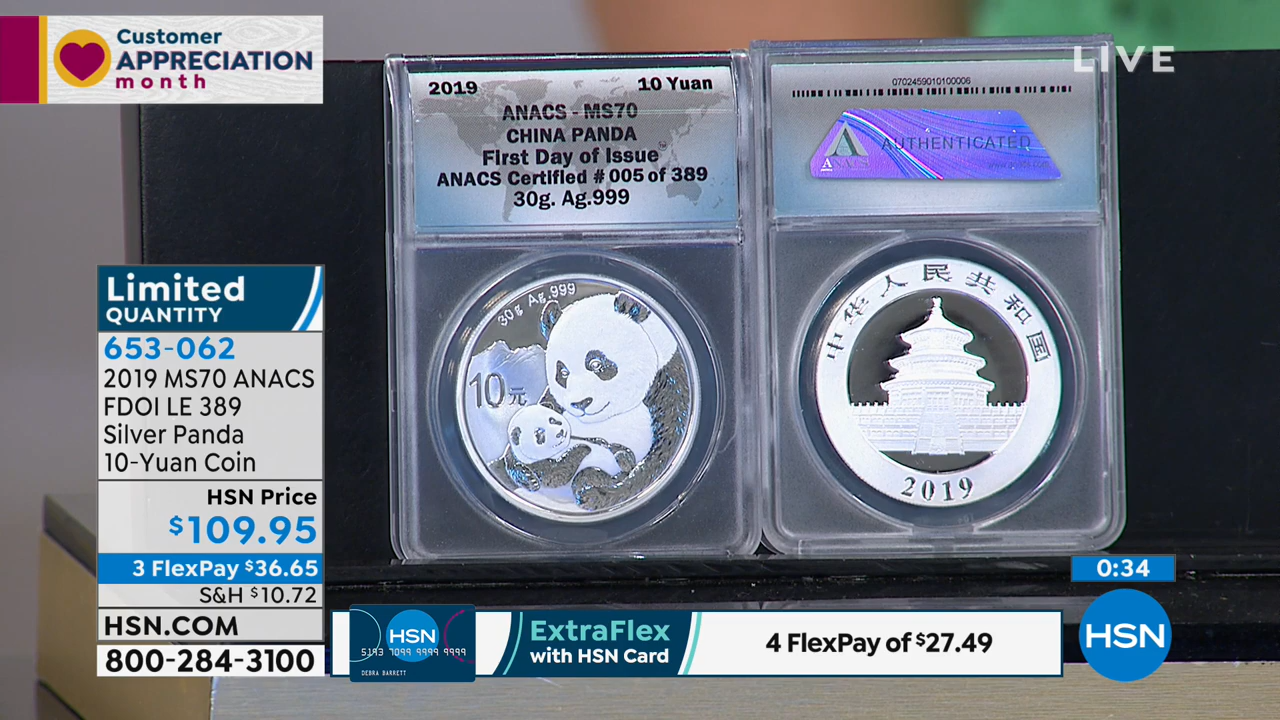 Customer
APPRECIATION
month
LIVE
2019 10 Yuan
ANACS - MS70
CHINA PANDA
First Day of Issue™
ANACS Certified # 005 of 389
30g. Ag.999
0702459010100006
AUTHENTICATED
ANACS
30g Ag.999
10元
中华人民共和国
2019
Limited
QUANTITY
653-062
2019 MS70 ANACS
FDOI LE 389
Silver Panda
10-Yuan Coin
HSN Price
$109.95
3 FlexPay $36.65
S&H $10.72
HSN.COM
800-284-3100
0:34
HSN
5193 7099 9999 9999
DEBRA BARRETT
ExtraFlex
with HSN Card
4 FlexPay of $27.49
HSN